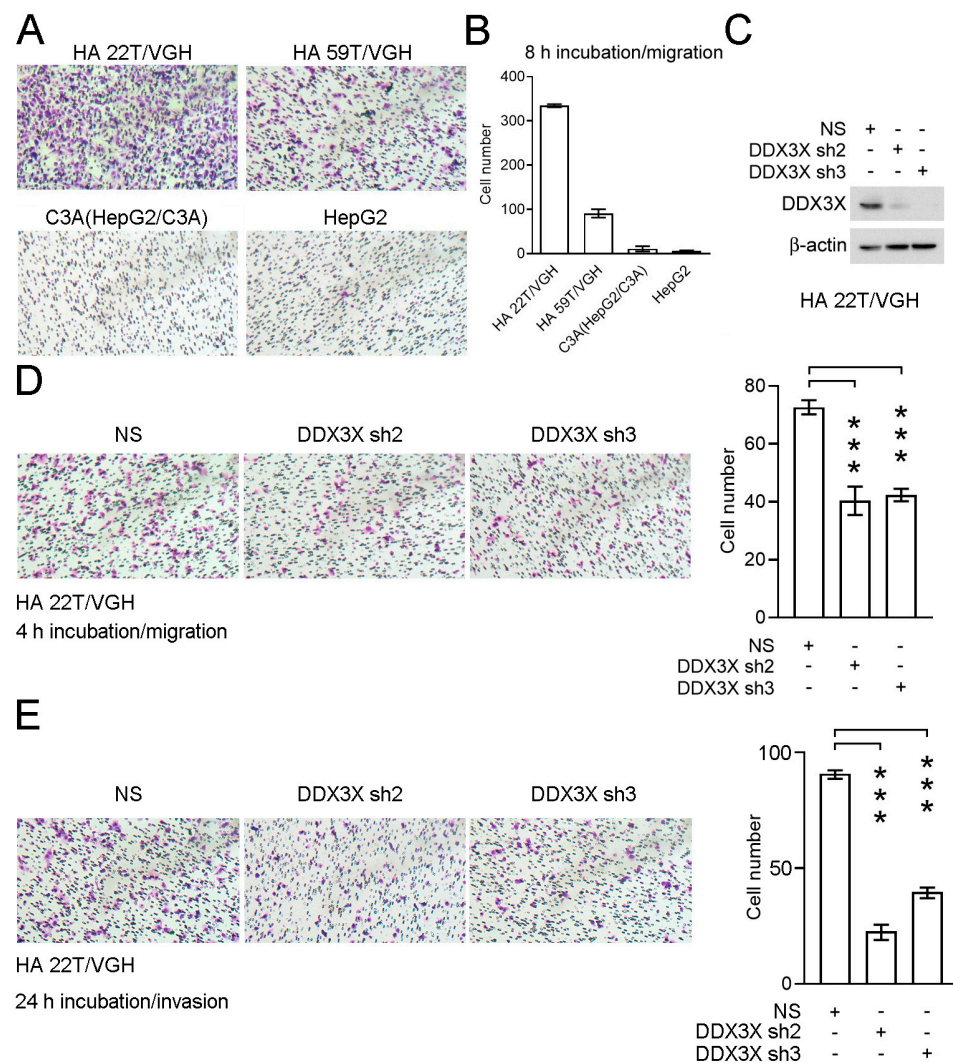 A
HA 22T/VGH
HA 59T/VGH
C3A(HepG2/C3A)
HepG2
B
8 h incubation/migration
Cell number
400
300
200
100
0
HA 22T/VGH
HA 59T/VGH
C3A(HepG2/C3A)
HepG2
C
NS + - -
DDX3X sh2 - + -
DDX3X sh3 - - +
DDX3X
β-actin
HA 22T/VGH
D
NS
DDX3X sh2
DDX3X sh3
HA 22T/VGH
4 h incubation/migration
Cell number
80
60
40
20
0
***
***
NS + - -
DDX3X sh2 - + -
DDX3X sh3 - - +
E
NS
DDX3X sh2
DDX3X sh3
HA 22T/VGH
24 h incubation/invasion
Cell number
100
50
0
***
***
NS + - -
DDX3X sh2 - + -
DDX3X sh3 - - +